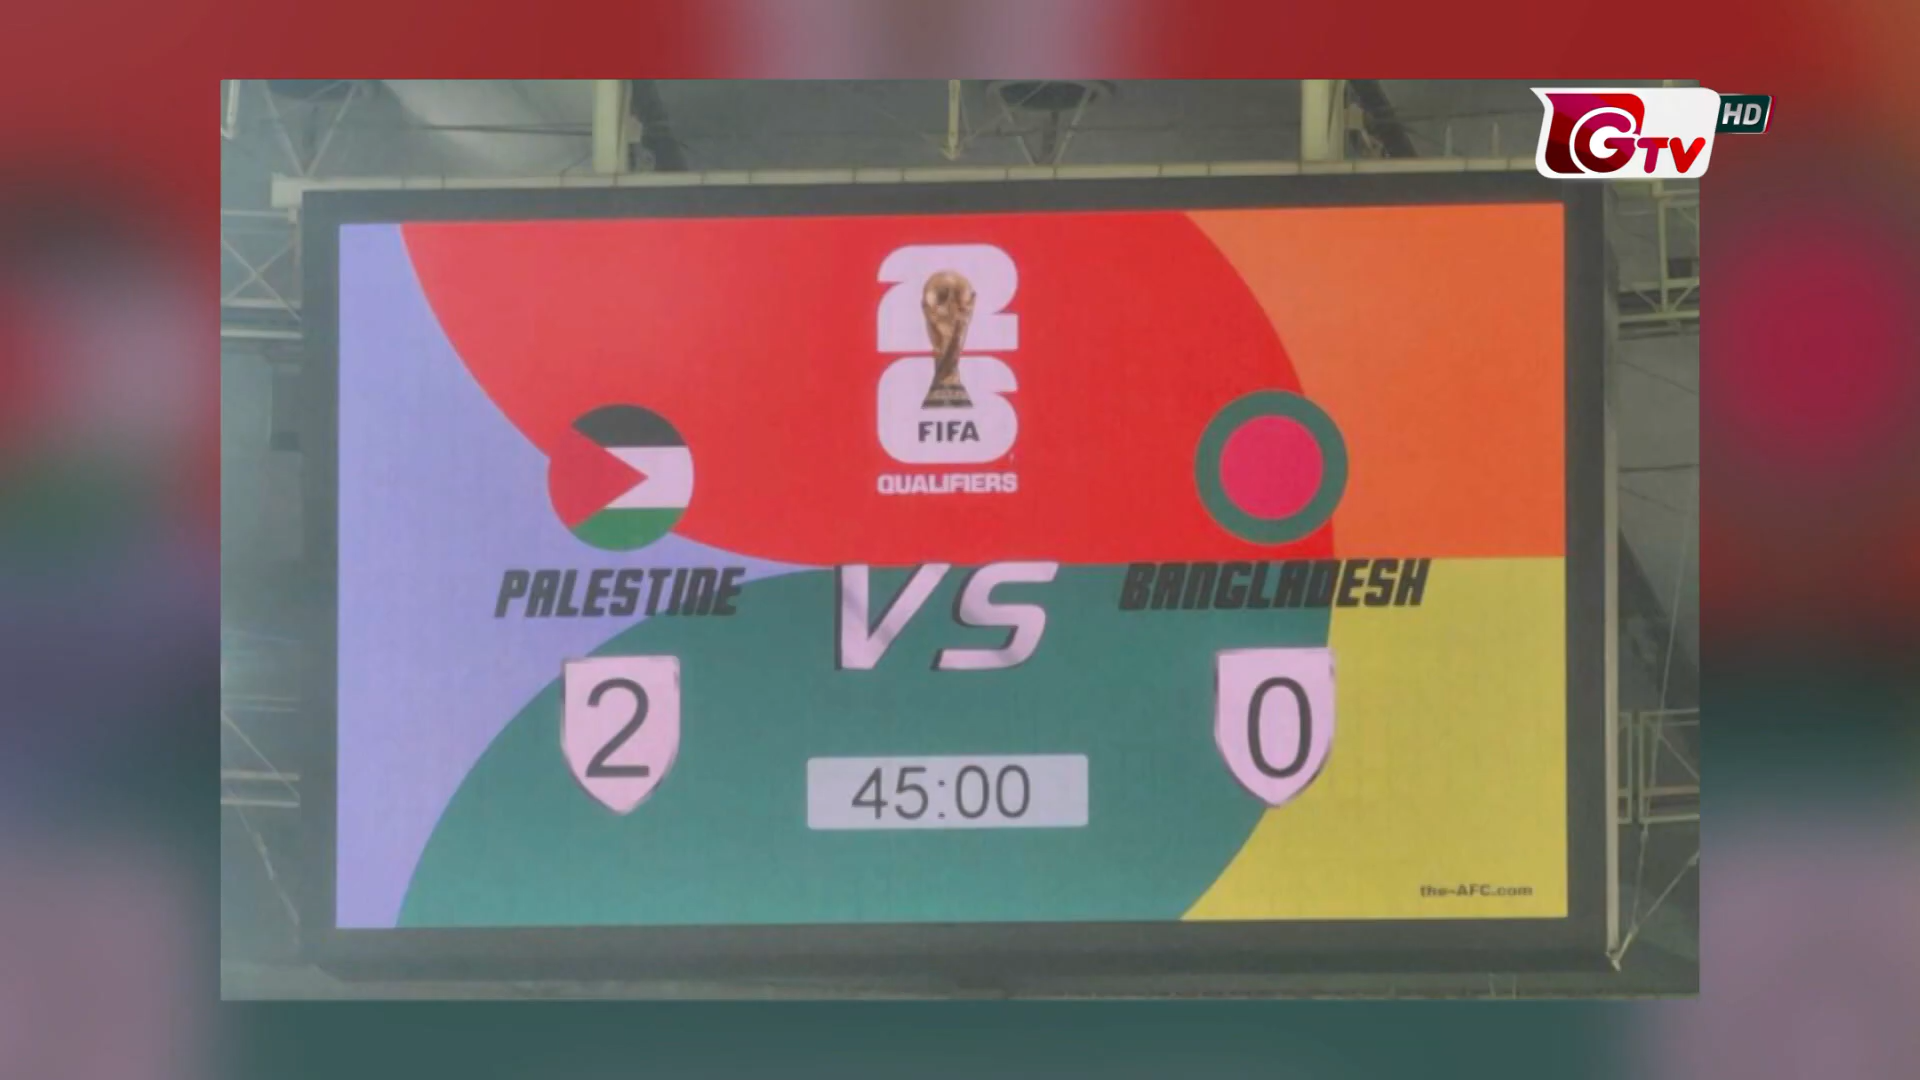 GTV HD
26
FIFA
QUALIFIERS
PALESTINE VS BANGLADESH
2 0
45:00
the-AFC.com